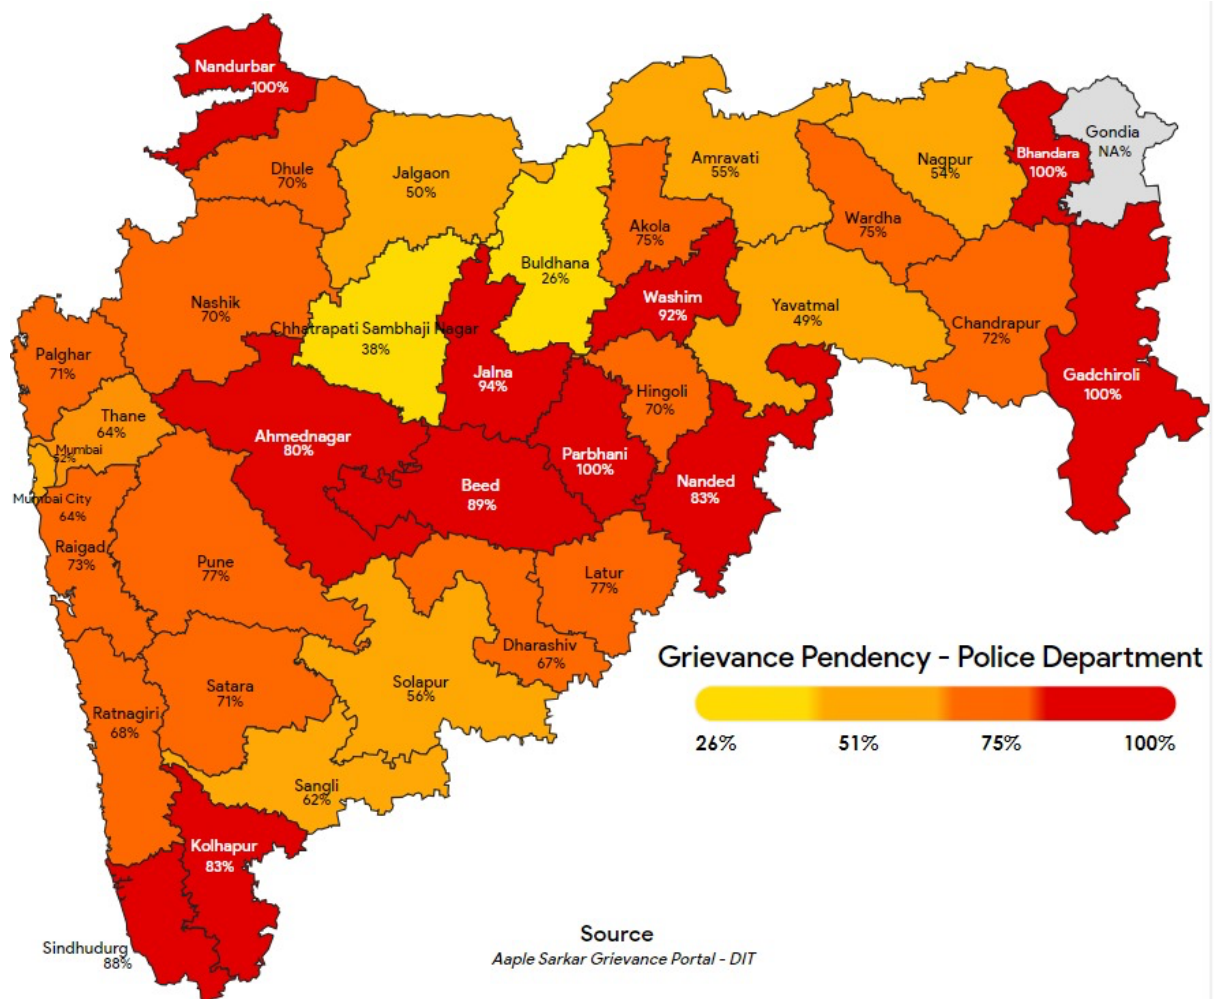 Nandurbar
100%
Dhule
70%
Jalgaon
50%
Buldhana
26%
Akola
75%
Amravati
55%
Wardha
75%
Nagpur
54%
Bhandara
100%
Gondia
NA%
Nashik
70%
Chhatrapati Sambhaji Nagar
38%
Jalna
94%
Washim
92%
Yavatmal
49%
Chandrapur
72%
Gadchiroli
100%
Palghar
71%
Thane
64%
Mumbai
52%
Mumbai City
64%
Ahmednagar
80%
Hingoli
70%
Parbhani
100%
Nanded
83%
Beed
89%
Raigad
73%
Pune
77%
Latur
77%
Dharashiv
67%
Solapur
56%
Satara
71%
Ratnagiri
68%
Sangli
62%
Kolhapur
83%
Sindhudurg
88%
Grievance Pendency - Police Department
26% 51% 75% 100%
Source
Aaple Sarkar Grievance Portal - DIT